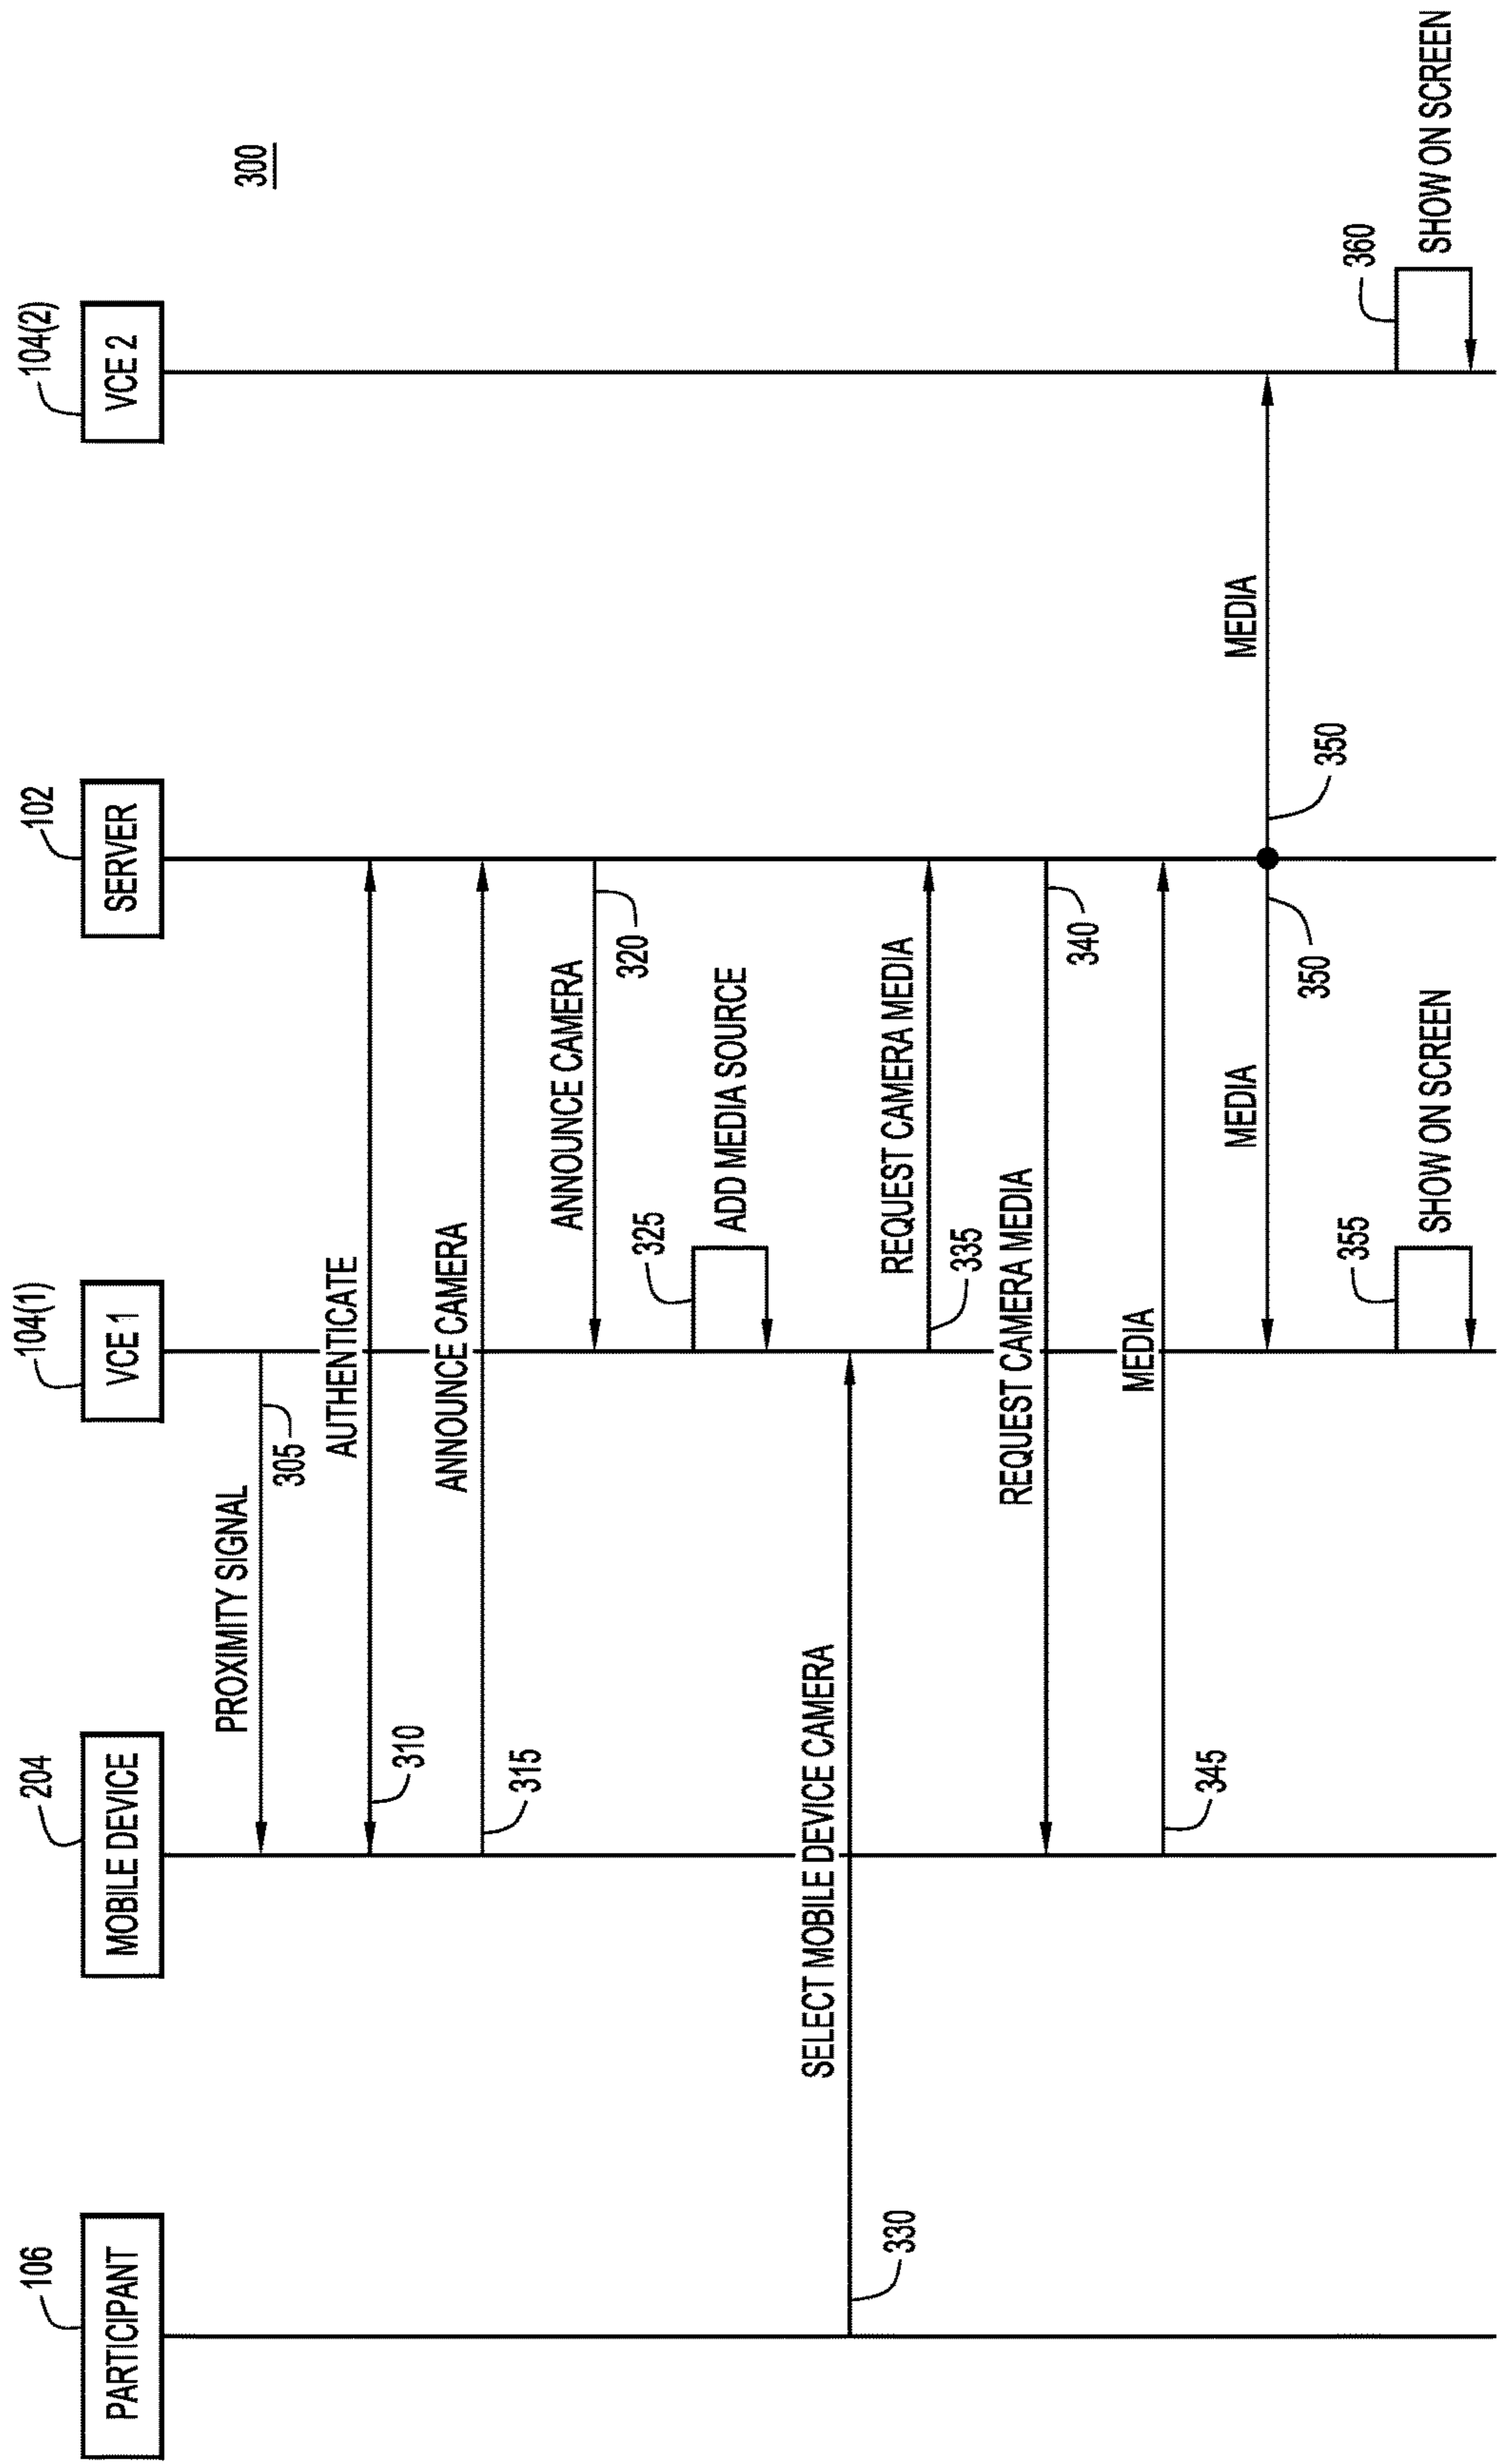 300
106
204
104(1)
102
104(2)
PARTICIPANT
MOBILE DEVICE
VCE 1
SERVER
VCE 2
PROXIMITY SIGNAL
305
AUTHENTICATE
310
ANNOUNCE CAMERA
315
ANNOUNCE CAMERA
320
325
ADD MEDIA SOURCE
SELECT MOBILE DEVICE CAMERA
330
REQUEST CAMERA MEDIA
335
REQUEST CAMERA MEDIA
340
MEDIA
345
MEDIA
MEDIA
350
350
355
SHOW ON SCREEN
360
SHOW ON SCREEN